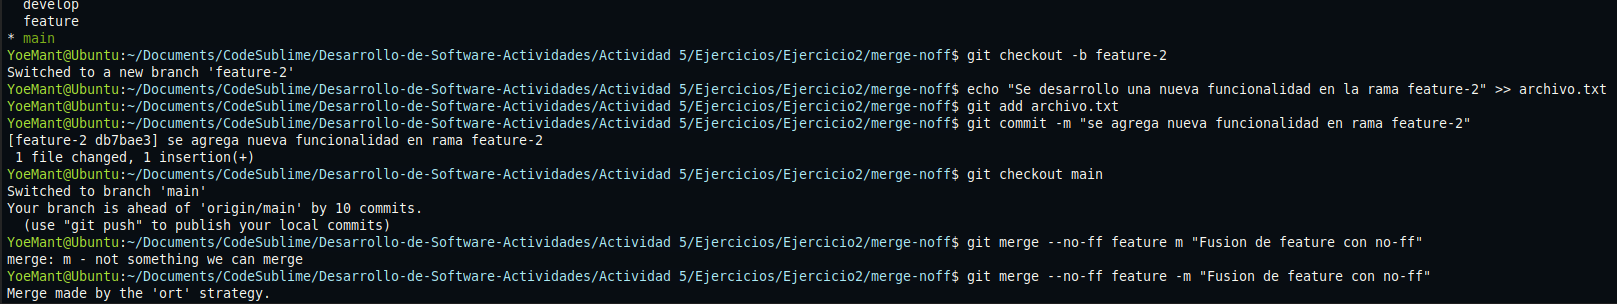 develop
feature
* main
YoeMant@Ubuntu:~/Documents/CodeSublime/Desarrollo-de-Software-Actividades/Actividad 5/Ejercicios/Ejercicio2/merge-noff$ git checkout -b feature-2
Switched to a new branch 'feature-2'
YoeMant@Ubuntu:~/Documents/CodeSublime/Desarrollo-de-Software-Actividades/Actividad 5/Ejercicios/Ejercicio2/merge-noff$ echo "Se desarrollo una nueva funcionalidad en la rama feature-2" >> archivo.txt
YoeMant@Ubuntu:~/Documents/CodeSublime/Desarrollo-de-Software-Actividades/Actividad 5/Ejercicios/Ejercicio2/merge-noff$ git add archivo.txt
YoeMant@Ubuntu:~/Documents/CodeSublime/Desarrollo-de-Software-Actividades/Actividad 5/Ejercicios/Ejercicio2/merge-noff$ git commit -m "se agrega nueva funcionalidad en rama feature-2"
[feature-2 db7bae3] se agrega nueva funcionalidad en rama feature-2
1 file changed, 1 insertion(+)
YoeMant@Ubuntu:~/Documents/CodeSublime/Desarrollo-de-Software-Actividades/Actividad 5/Ejercicios/Ejercicio2/merge-noff$ git checkout main
Switched to branch 'main'
Your branch is ahead of 'origin/main' by 10 commits.
(use "git push" to publish your local commits)
YoeMant@Ubuntu:~/Documents/CodeSublime/Desarrollo-de-Software-Actividades/Actividad 5/Ejercicios/Ejercicio2/merge-noff$ git merge --no-ff feature m "Fusion de feature con no-ff"
merge: m - not something we can merge
YoeMant@Ubuntu:~/Documents/CodeSublime/Desarrollo-de-Software-Actividades/Actividad 5/Ejercicios/Ejercicio2/merge-noff$ git merge --no-ff feature -m "Fusion de feature con no-ff"
Merge made by the 'ort' strategy.